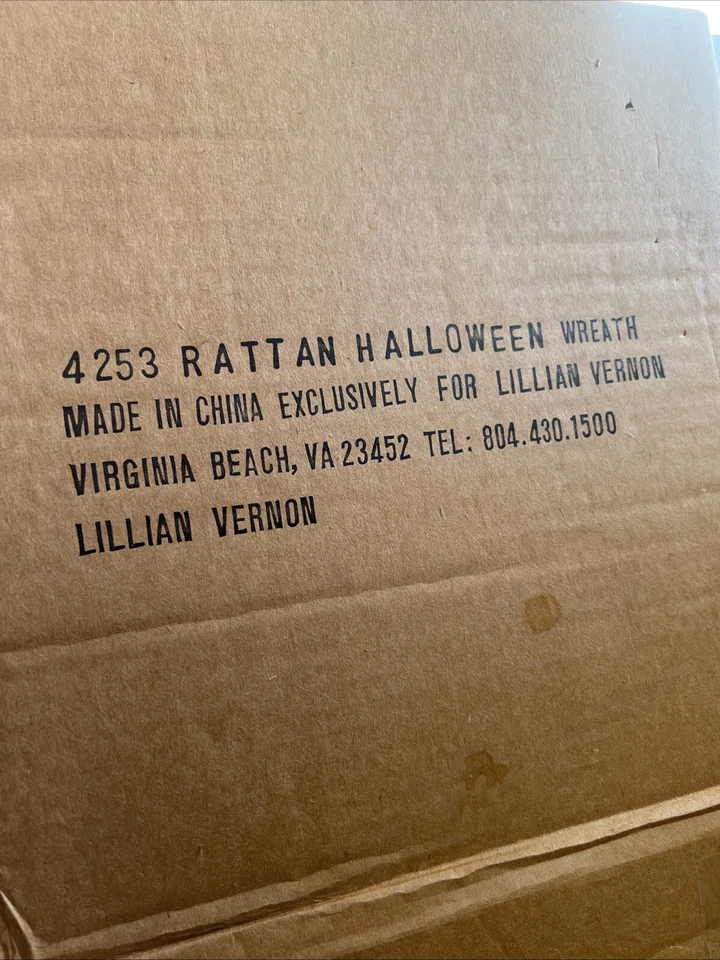 4253 RATTAN HALLOWEEN WREATH
MADE IN CHINA EXCLUSIVELY FOR LILLIAN VERNON
VIRGINIA BEACH, VA 23452 TEL: 804.430.1500
LILLIAN VERNON